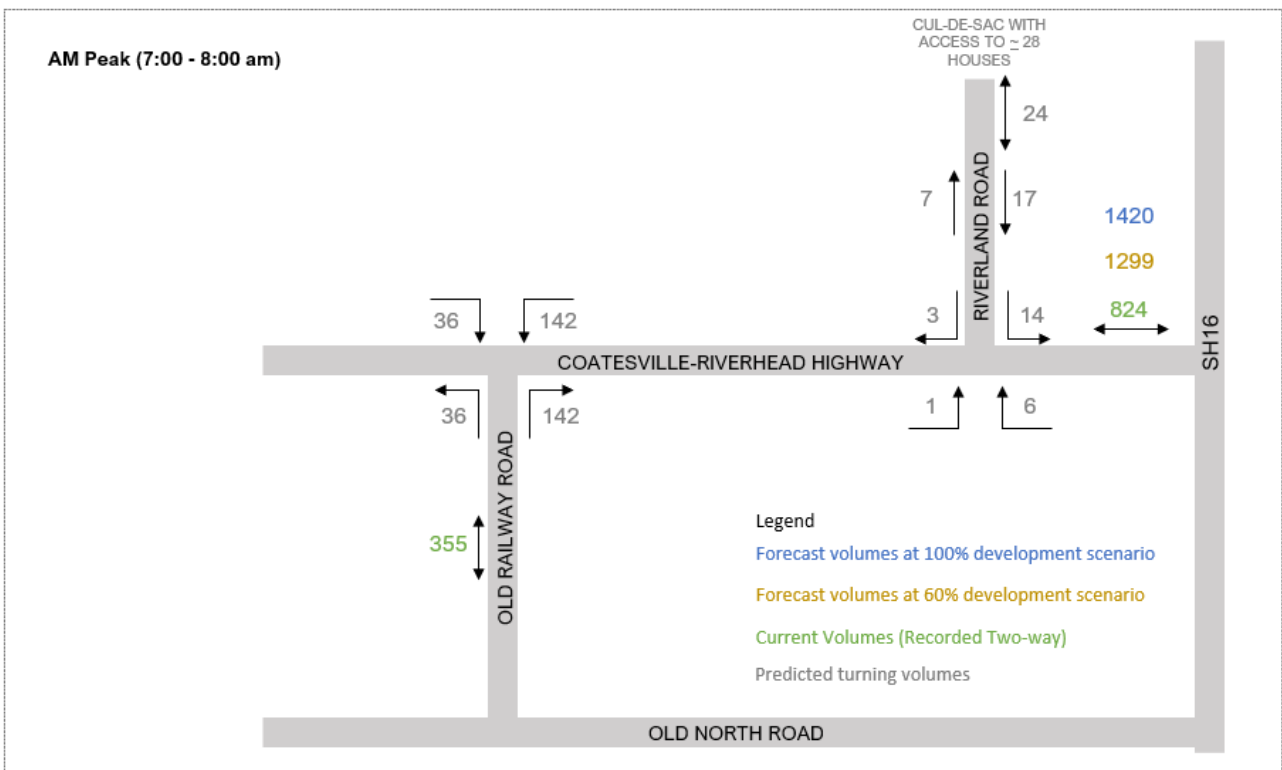 CUL-DE-SAC WITH
ACCESS TO ~ 28
HOUSES
AM Peak (7:00 - 8:00 am)
24
7
17
RIVERLAND ROAD
1420
1299
824
SH16
36
142
3
14
COATESVILLE-RIVERHEAD HIGHWAY
36
142
1
6
OLD RAILWAY ROAD
355
Legend
Forecast volumes at 100% development scenario
Forecast volumes at 60% development scenario
Current Volumes (Recorded Two-way)
Predicted turning volumes
OLD NORTH ROAD